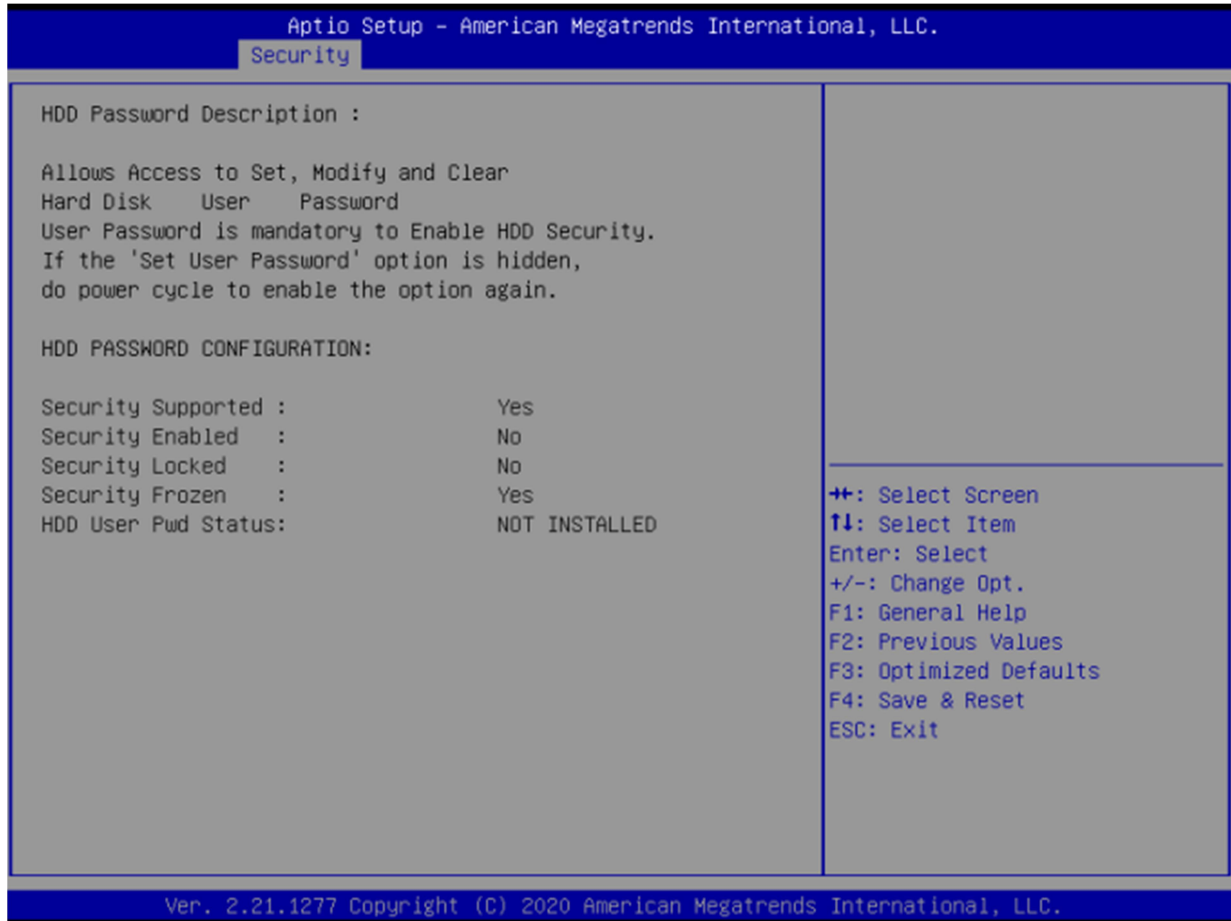 Aptio Setup – American Megatrends International, LLC.
Security
HDD Password Description :
Allows Access to Set, Modify and Clear
Hard Disk User Password
User Password is mandatory to Enable HDD Security.
If the 'Set User Password' option is hidden,
do power cycle to enable the option again.
HDD PASSWORD CONFIGURATION:
Security Supported : Yes
Security Enabled : No
Security Locked : No
Security Frozen : Yes
HDD User Pwd Status: NOT INSTALLED
→←: Select Screen
↑↓: Select Item
Enter: Select
+/-: Change Opt.
F1: General Help
F2: Previous Values
F3: Optimized Defaults
F4: Save & Reset
ESC: Exit
Ver. 2.21.1277 Copyright (C) 2020 American Megatrends International, LLC.